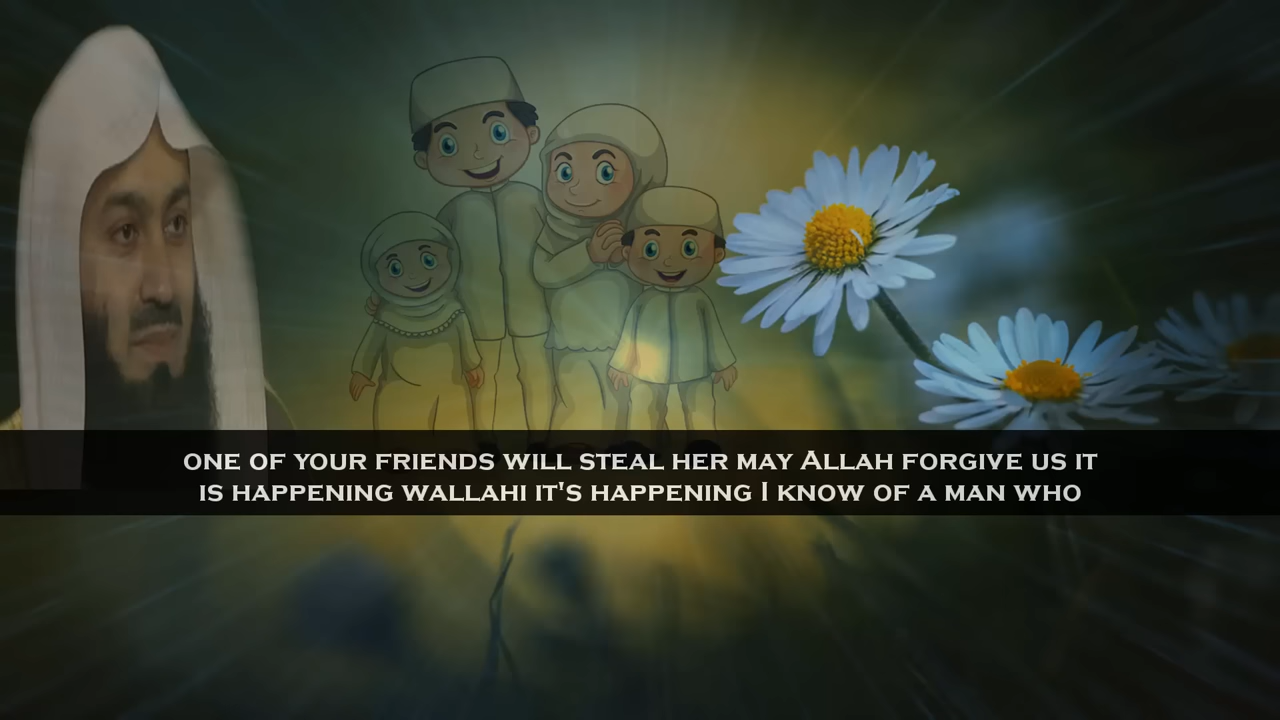 ONE OF YOUR FRIENDS WILL STEAL HER MAY ALLAH FORGIVE US IT
IS HAPPENING WALLAHI IT'S HAPPENING I KNOW OF A MAN WHO